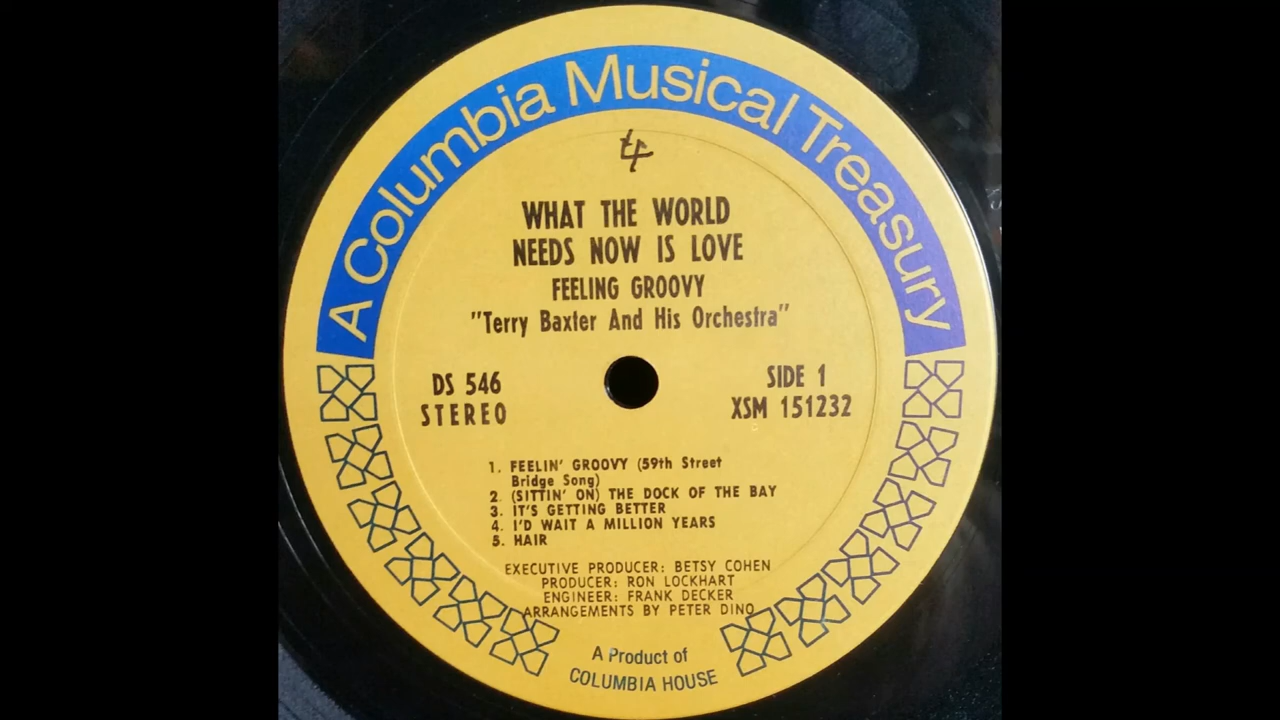 A Columbia Musical Treasury
4
WHAT THE WORLD
NEEDS NOW IS LOVE
FEELING GROOVY
"Terry Baxter And His Orchestra"
DS 546
STEREO
SIDE 1
XSM 151232
1. FEELIN' GROOVY (59th Street
Bridge Song)
2. (SITTIN' ON) THE DOCK OF THE BAY
3. IT'S GETTING BETTER
4. I'D WAIT A MILLION YEARS
5. HAIR
EXECUTIVE PRODUCER: BETSY COHEN
PRODUCER: RON LOCKHART
ENGINEER: FRANK DECKER
ARRANGEMENTS BY PETER DINO
A Product of
COLUMBIA HOUSE